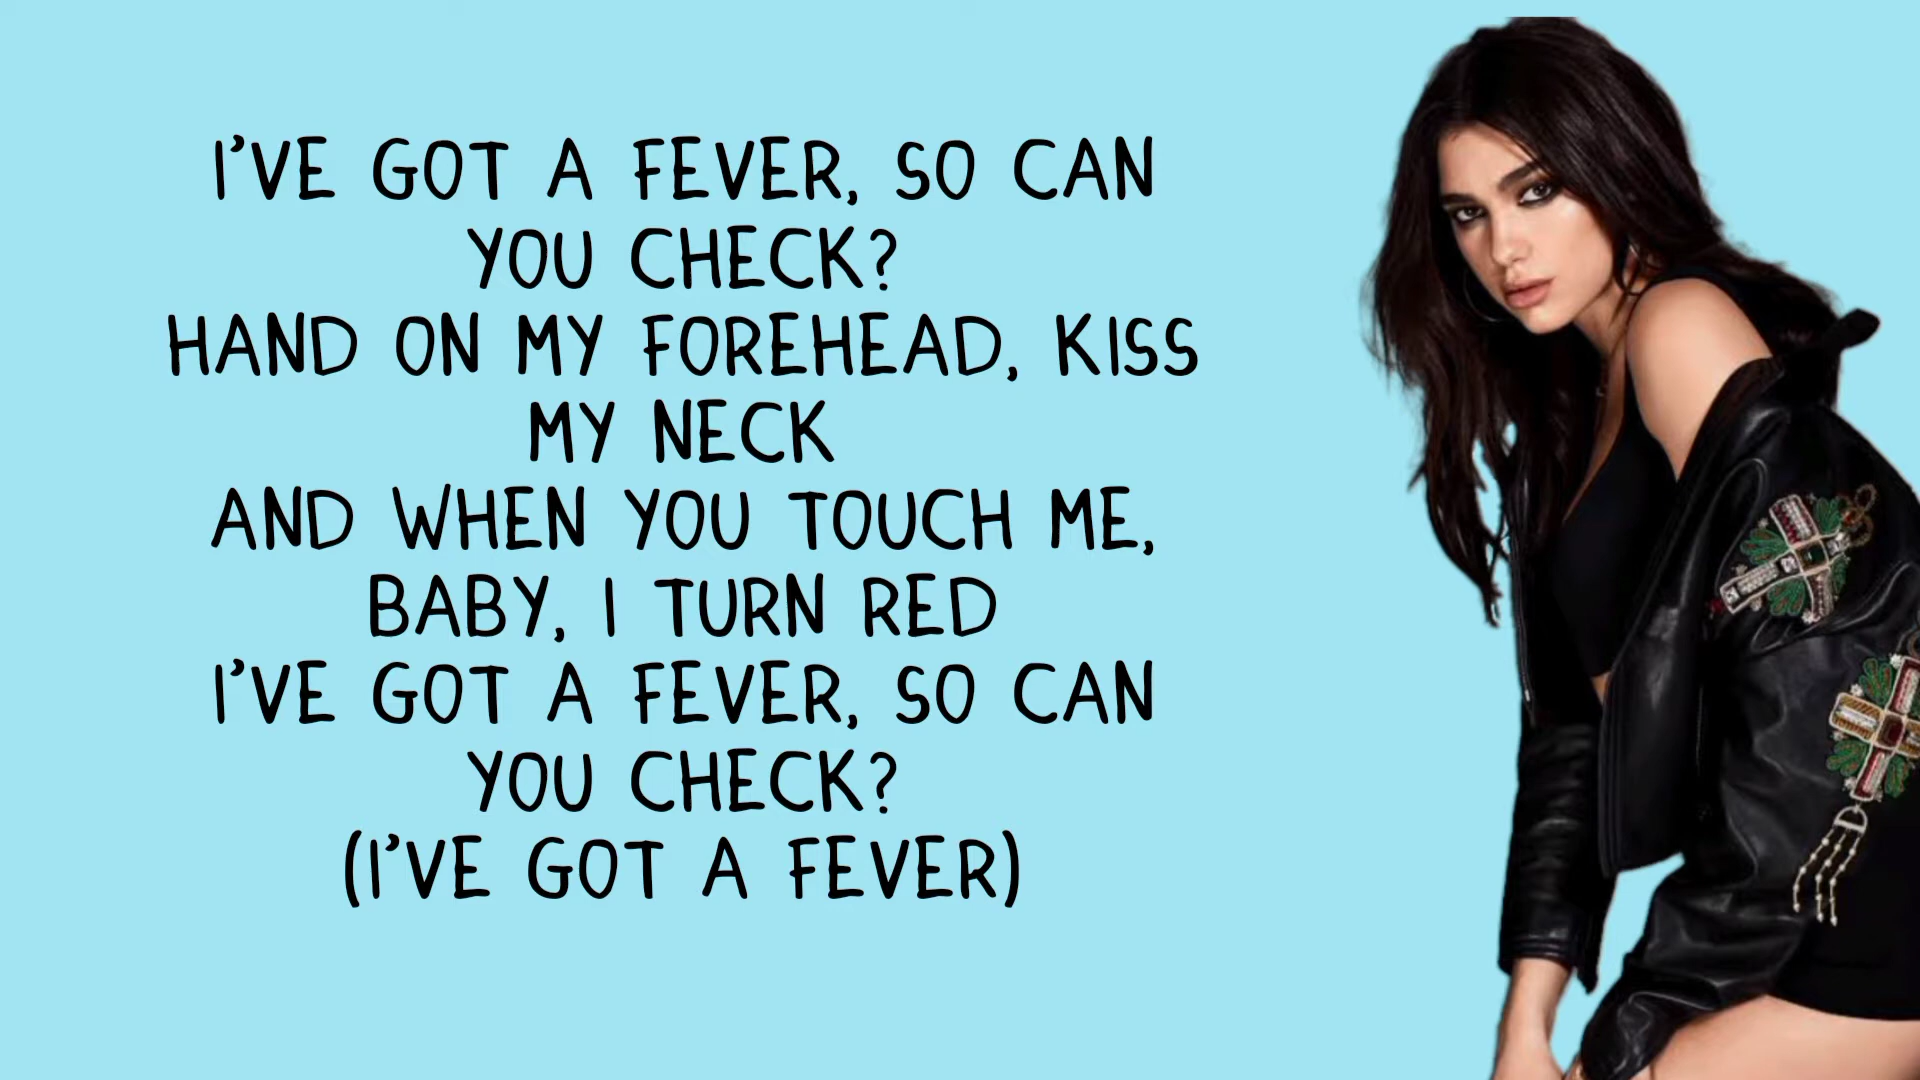 I'VE GOT A FEVER, SO CAN
YOU CHECK?
HAND ON MY FOREHEAD, KISS
MY NECK
AND WHEN YOU TOUCH ME,
BABY, I TURN RED
I'VE GOT A FEVER, SO CAN
YOU CHECK?
(I'VE GOT A FEVER)